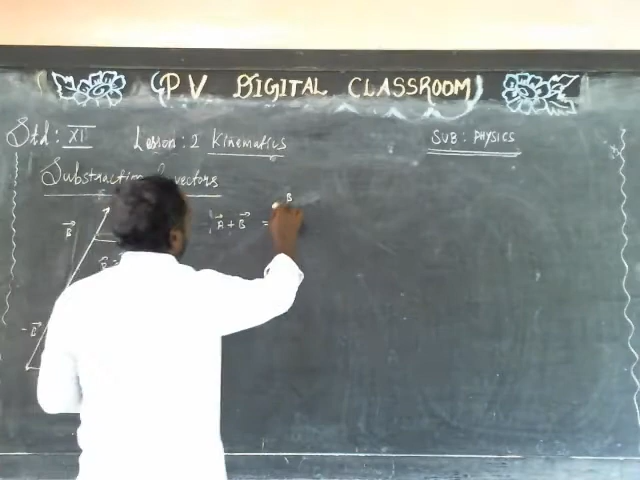 PV DIGITAL CLASSROOM
Std : XI Lesson : 2 Kinematics SUB : PHYSICS
Substraction vectors
B⃗ A⃗ + B⃗ = B